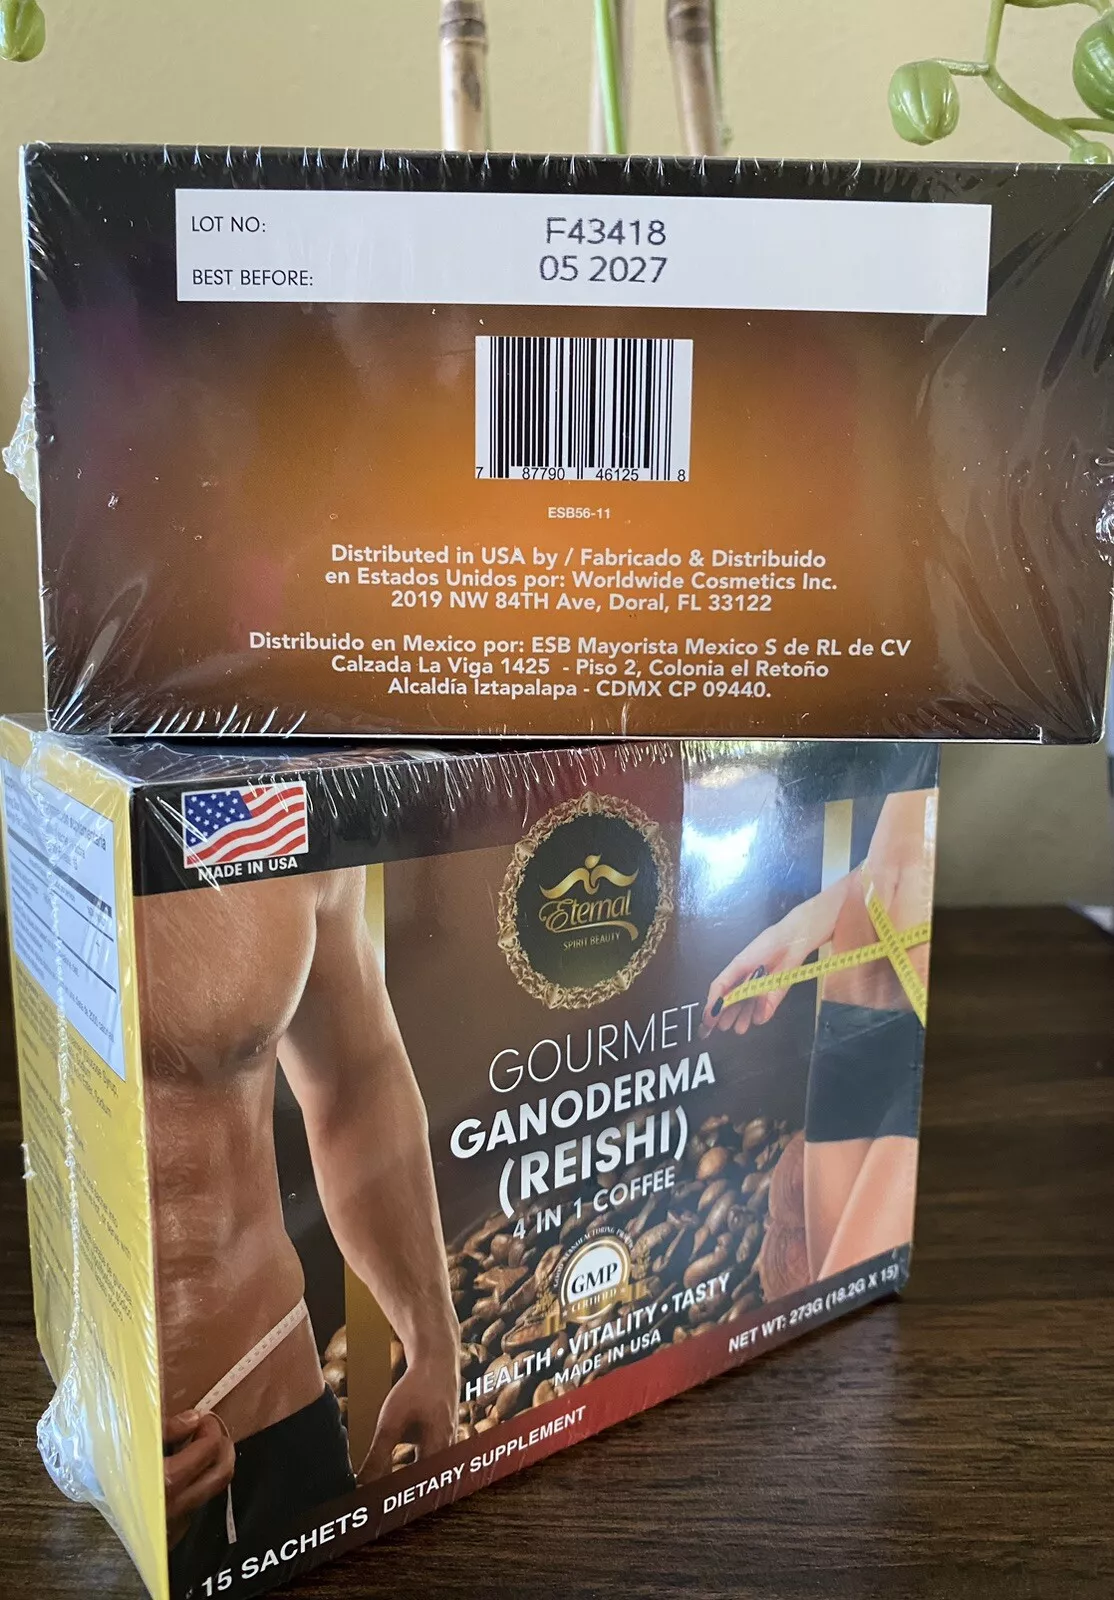 LOT NO:
F43418
BEST BEFORE:
05 2027
7 87790 46125 8
ESB56-11
Distributed in USA by / Fabricado & Distribuido
en Estados Unidos por: Worldwide Cosmetics Inc.
2019 NW 84TH Ave, Doral, FL 33122
Distribuido en Mexico por: ESB Mayorista Mexico S de RL de CV
Calzada La Viga 1425 - Piso 2, Colonia el Retoño
Alcaldía Iztapalapa - CDMX CP 09440.
MADE IN USA
Eternal
SPIRIT BEAUTY
GOURMET
GANODERMA
(REISHI)
4 IN 1 COFFEE
GMP
CERTIFIED
HEALTH • VITALITY • TASTY
MADE IN USA
NET WT: 273G (18.2G X 15)
15 SACHETS DIETARY SUPPLEMENT